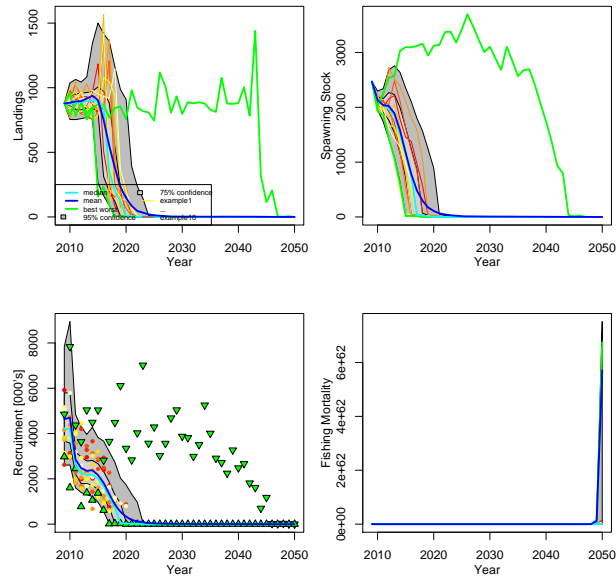 1500
1000
500
0
Landings
2010 2020 2030 2040 2050
Year
median
mean
best worst
95% confidence
75% confidence
example1
example10
3000
2000
1000
0
Spawning Stock
2010 2020 2030 2040 2050
Year
8000
6000
4000
2000
0
Recruitment [000's]
2010 2020 2030 2040 2050
Year
6e+62
4e+62
2e+62
0e+00
Fishing Mortality
2010 2020 2030 2040 2050
Year